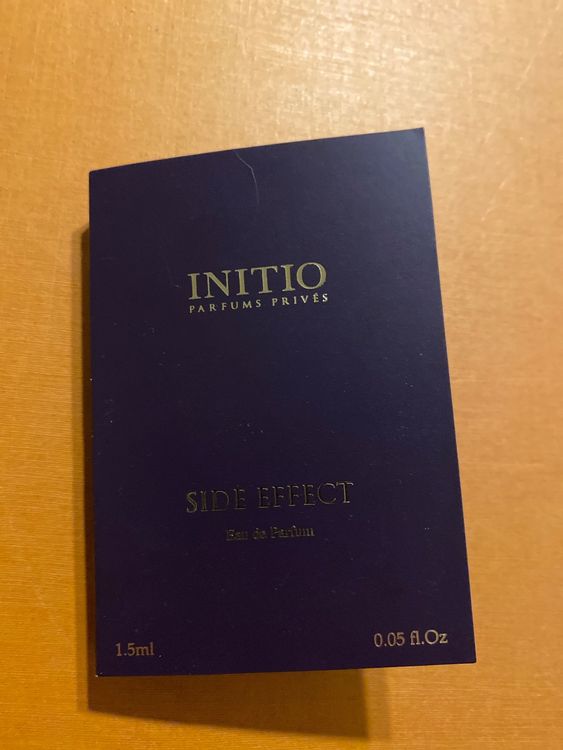 INITIO
PARFUMS PRIVÉS
SIDE EFFECT
Eau de Parfum
1.5ml
0.05 fl.Oz